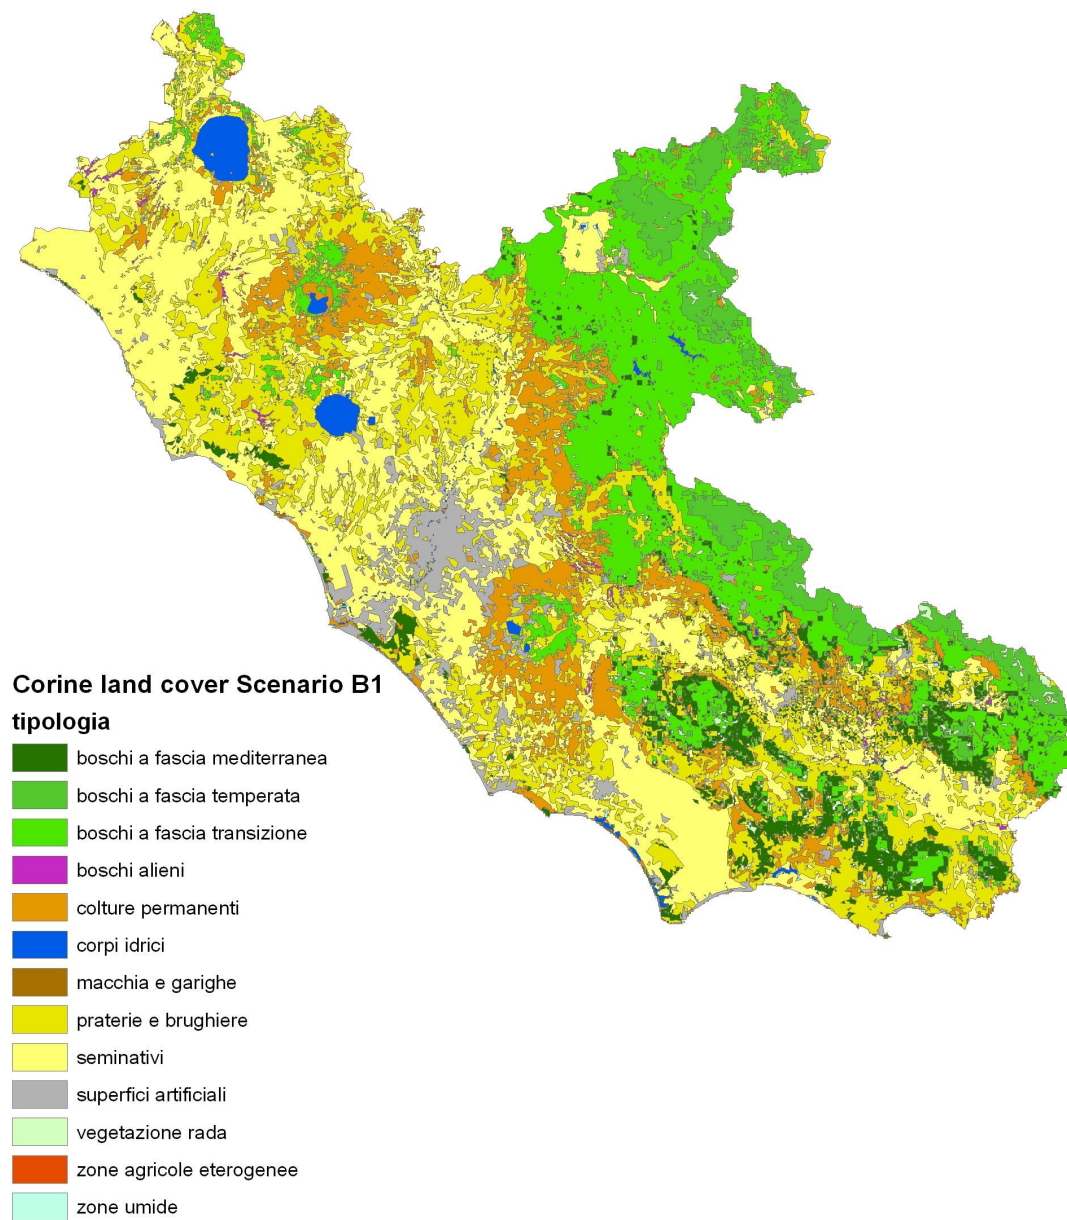 Corine land cover Scenario B1
tipologia
boschi a fascia mediterranea
boschi a fascia temperata
boschi a fascia transizione
boschi alieni
colture permanenti
corpi idrici
macchia e garighe
praterie e brughiere
seminativi
superfici artificiali
vegetazione rada
zone agricole eterogenee
zone umide